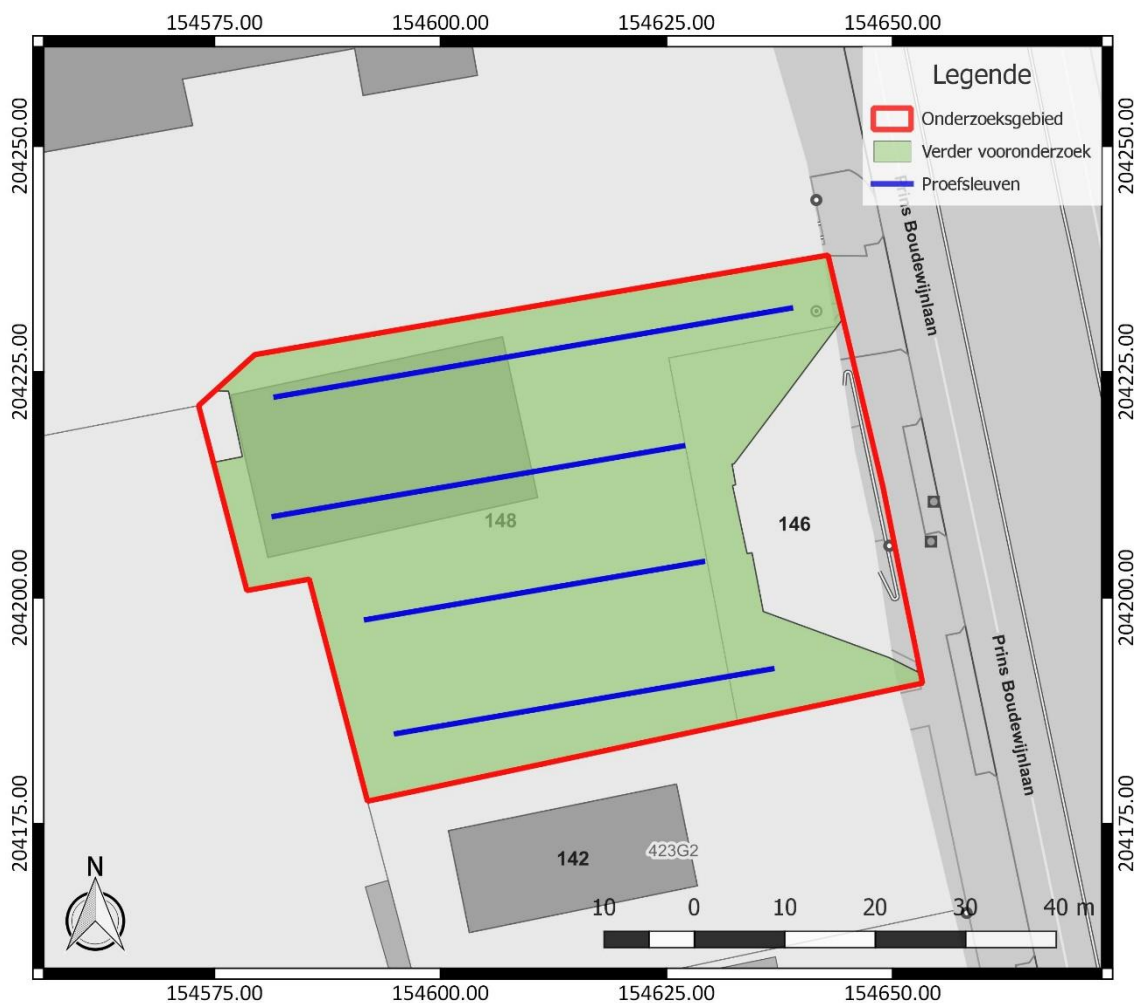 154575.00 154600.00 154625.00 154650.00
Legende
Onderzoeksgebied
Verder vooronderzoek
Proefsleuven
204250.00 204250.00
Prins Boudewijnlaan
204225.00 204225.00
148
146
204200.00 204200.00
Prins Boudewijnlaan
204175.00 204175.00
142
423G2
N
10 0 10 20 30 40 m
154575.00 154600.00 154625.00 154650.00